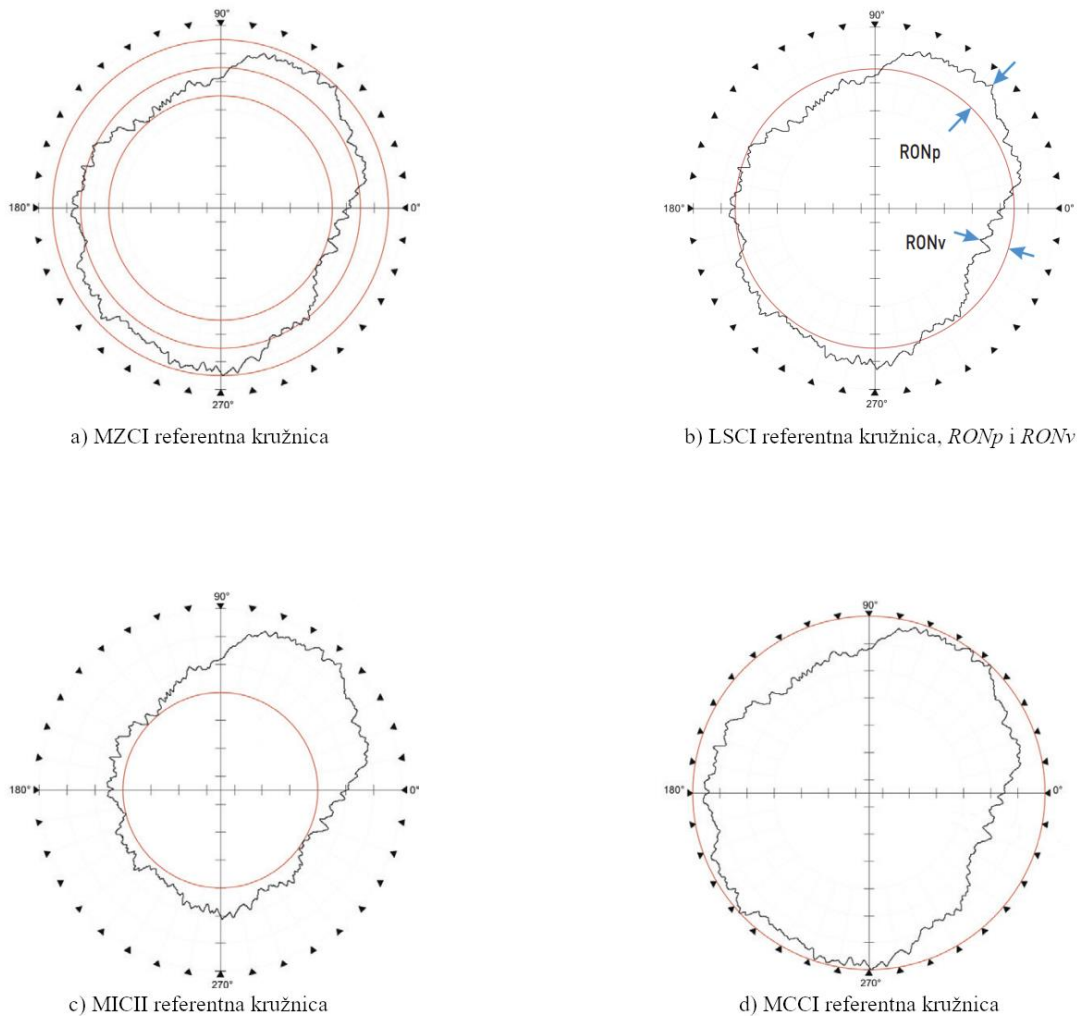 90°
180°
0°
270°
a) MZCI referentna kružnica
90°
RONp
180°
0°
RONv
270°
b) LSCI referentna kružnica, RONp i RONv
90°
180°
0°
270°
c) MICII referentna kružnica
90°
180°
0°
270°
d) MCCI referentna kružnica